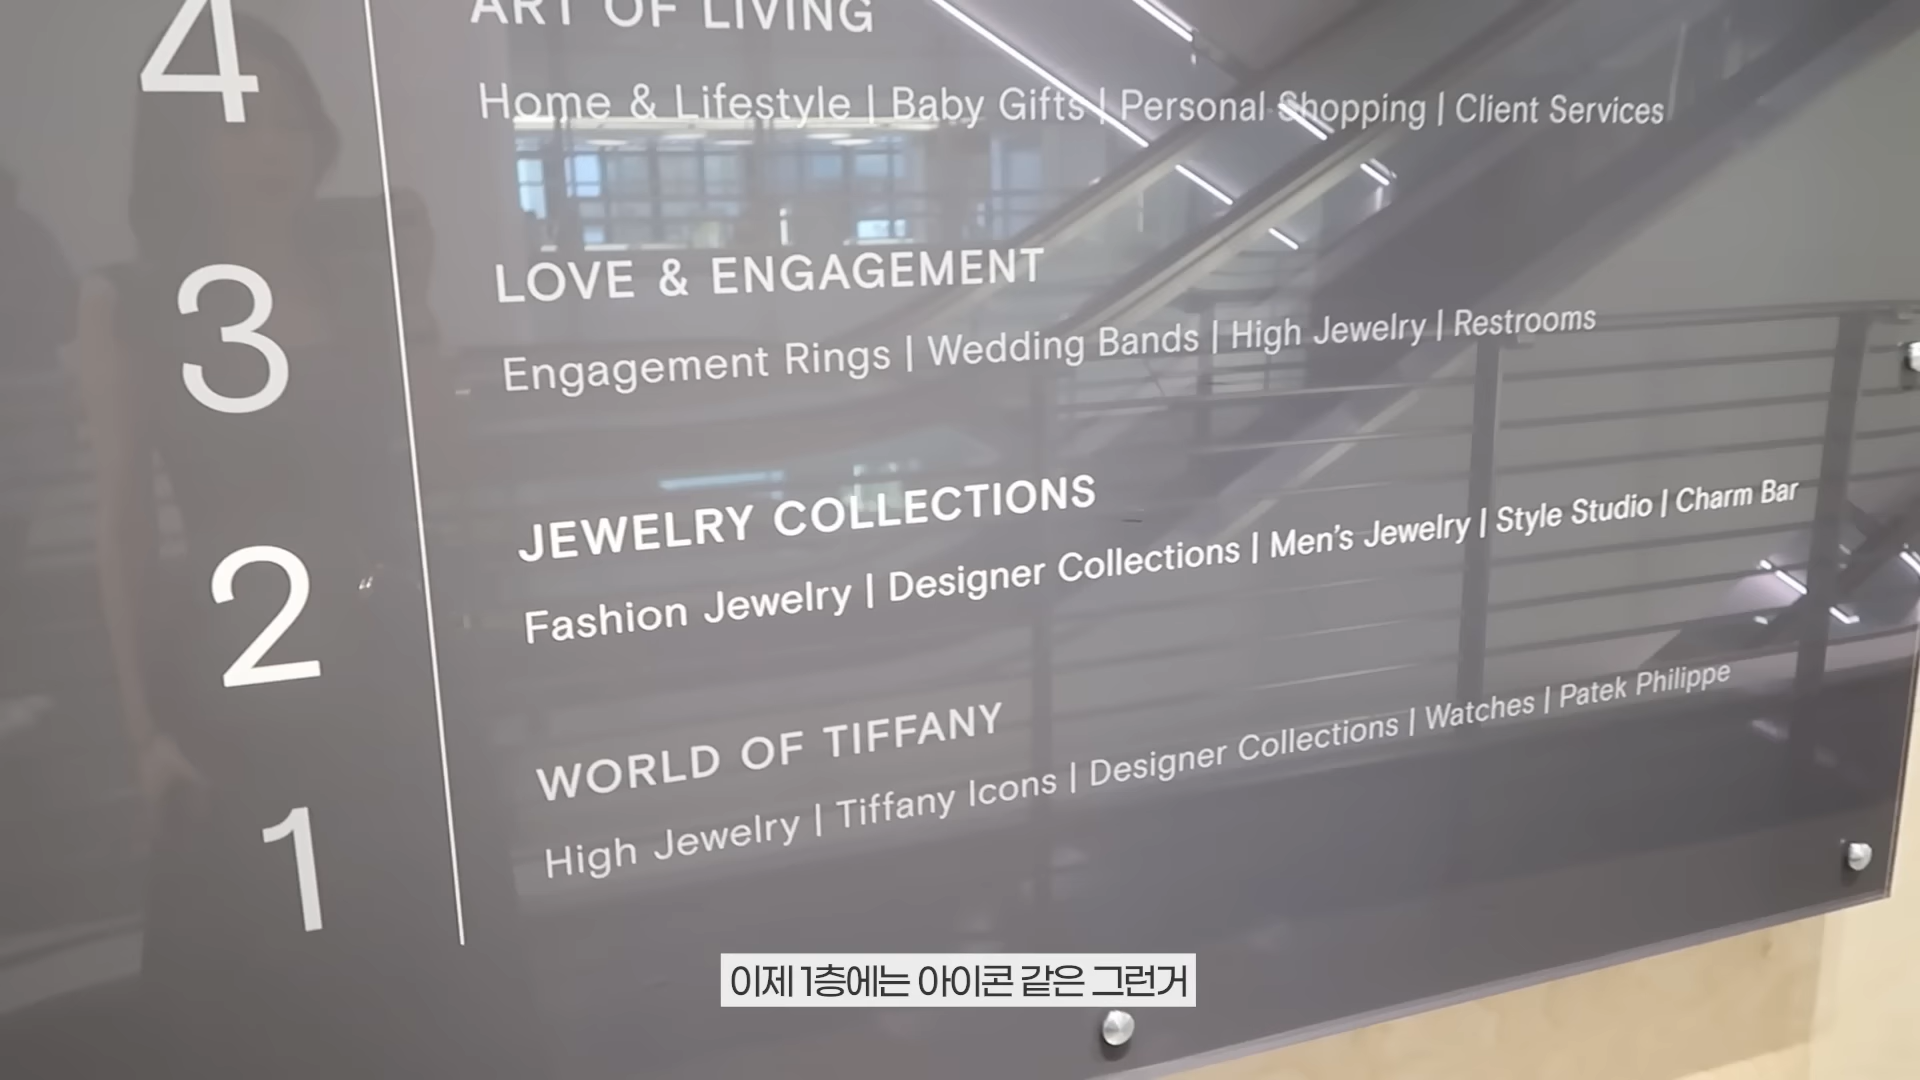 4
ART OF LIVING
Home & Lifestyle | Baby Gifts | Personal Shopping | Client Services
3
LOVE & ENGAGEMENT
Engagement Rings | Wedding Bands | High Jewelry | Restrooms
2
JEWELRY COLLECTIONS
Fashion Jewelry | Designer Collections | Men's Jewelry | Style Studio | Charm Bar
1
WORLD OF TIFFANY
High Jewelry | Tiffany Icons | Designer Collections | Watches | Patek Philippe
이제 1층에는 아이콘 같은 그런거